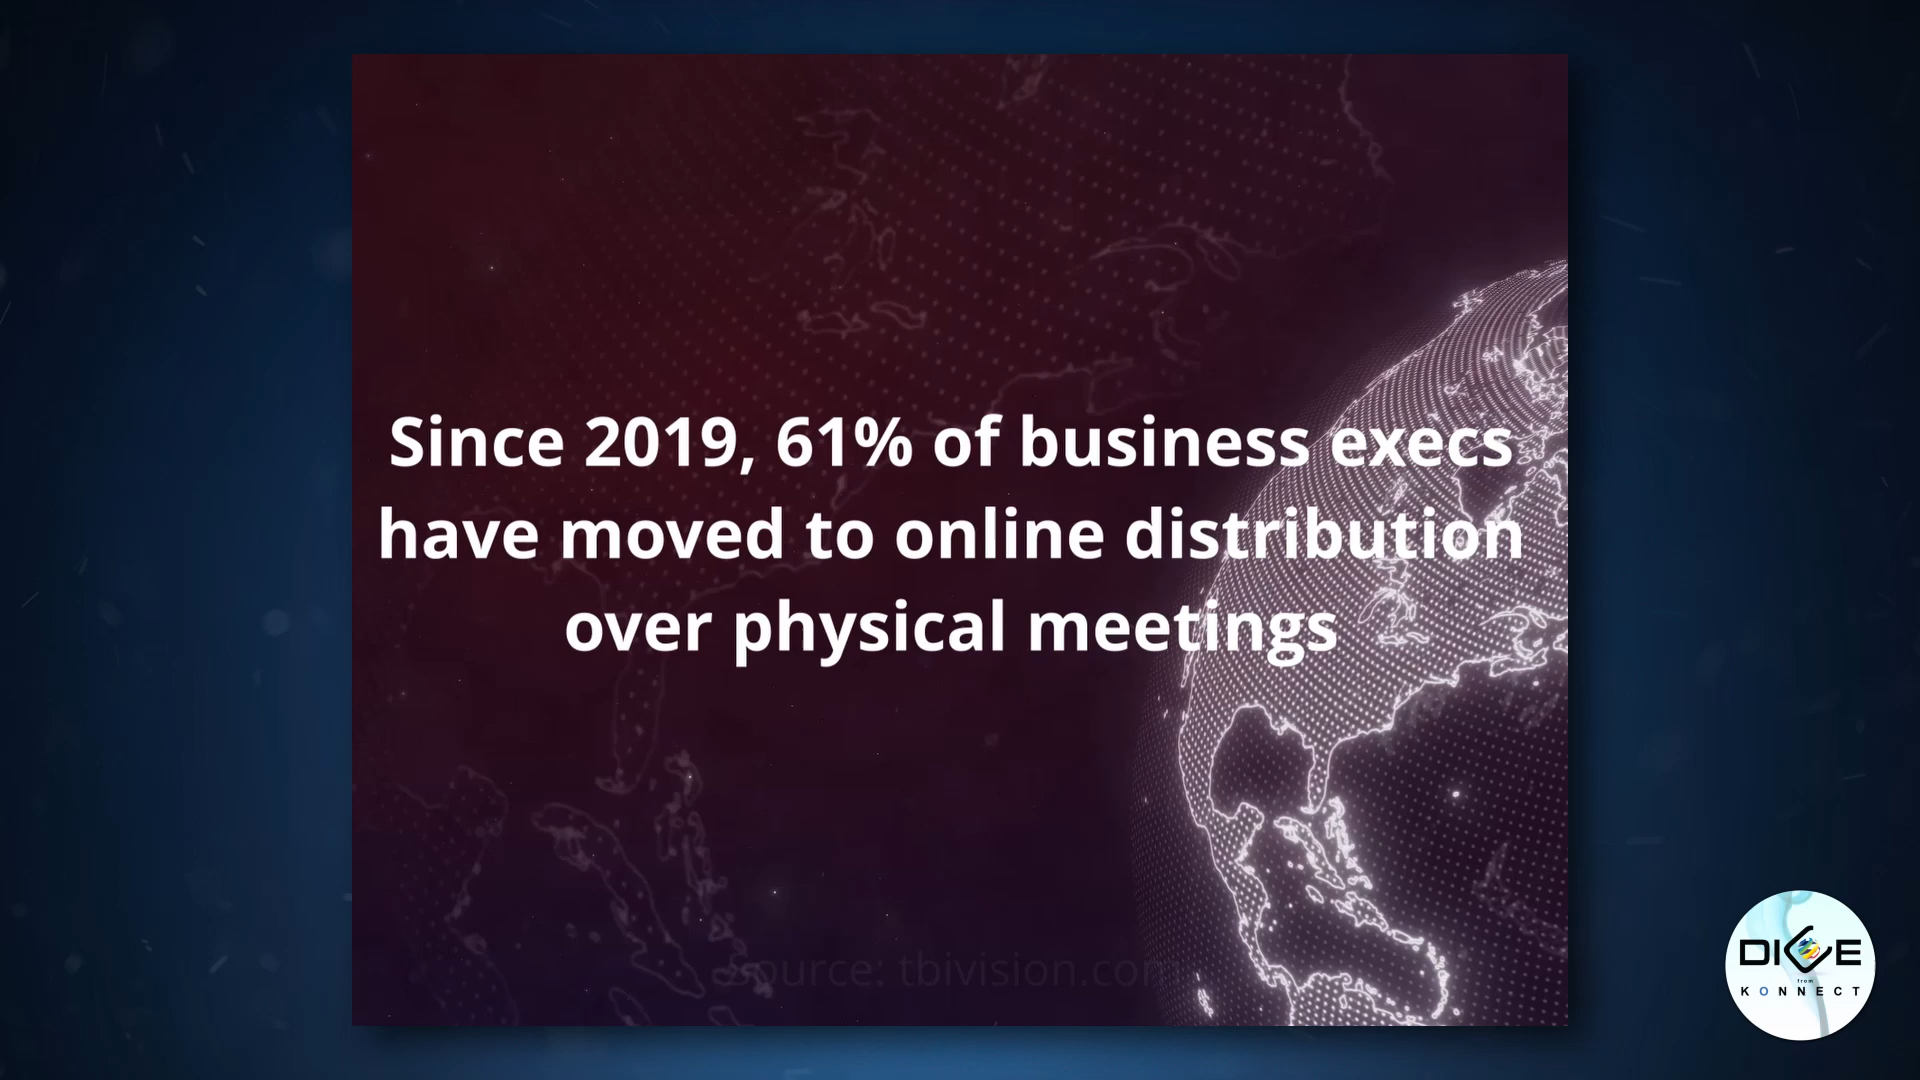 Since 2019, 61% of business execs
have moved to online distribution
over physical meetings
source: tbivision.com
DICE
from
KONNECT